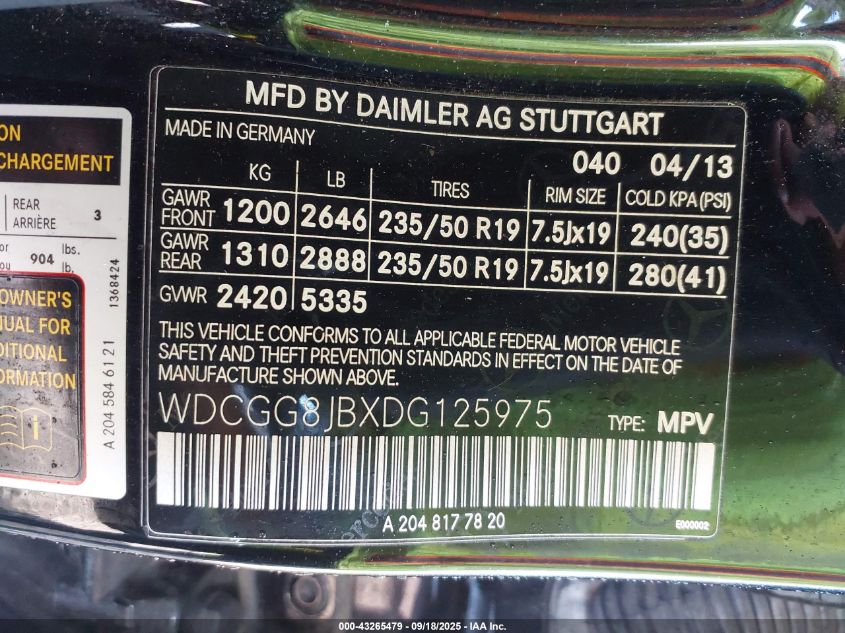 MFD BY DAIMLER AG STUTTGART
MADE IN GERMANY
040 04/13
KG LB TIRES RIM SIZE COLD KPA (PSI)
GAWR FRONT 1200 2646 235/50 R19 7.5Jx19 240(35)
GAWR REAR 1310 2888 235/50 R19 7.5Jx19 280(41)
GVWR 2420 5335
THIS VEHICLE CONFORMS TO ALL APPLICABLE FEDERAL MOTOR VEHICLE
SAFETY AND THEFT PREVENTION STANDARDS IN EFFECT ON THE DATE OF
MANUFACTURE SHOWN ABOVE.
WDCGG8JBXDG125975 TYPE: MPV
A 204 817 78 20
E000002
ON
CHARGEMENT
REAR
ARRIÈRE 3
or 904 lbs.
ou lb.
1368424
OWNER'S
NUAL FOR
DITIONAL
ORMATION
A 204 584 61 21
000-43265479 - 09/18/2025 - IAA Inc.